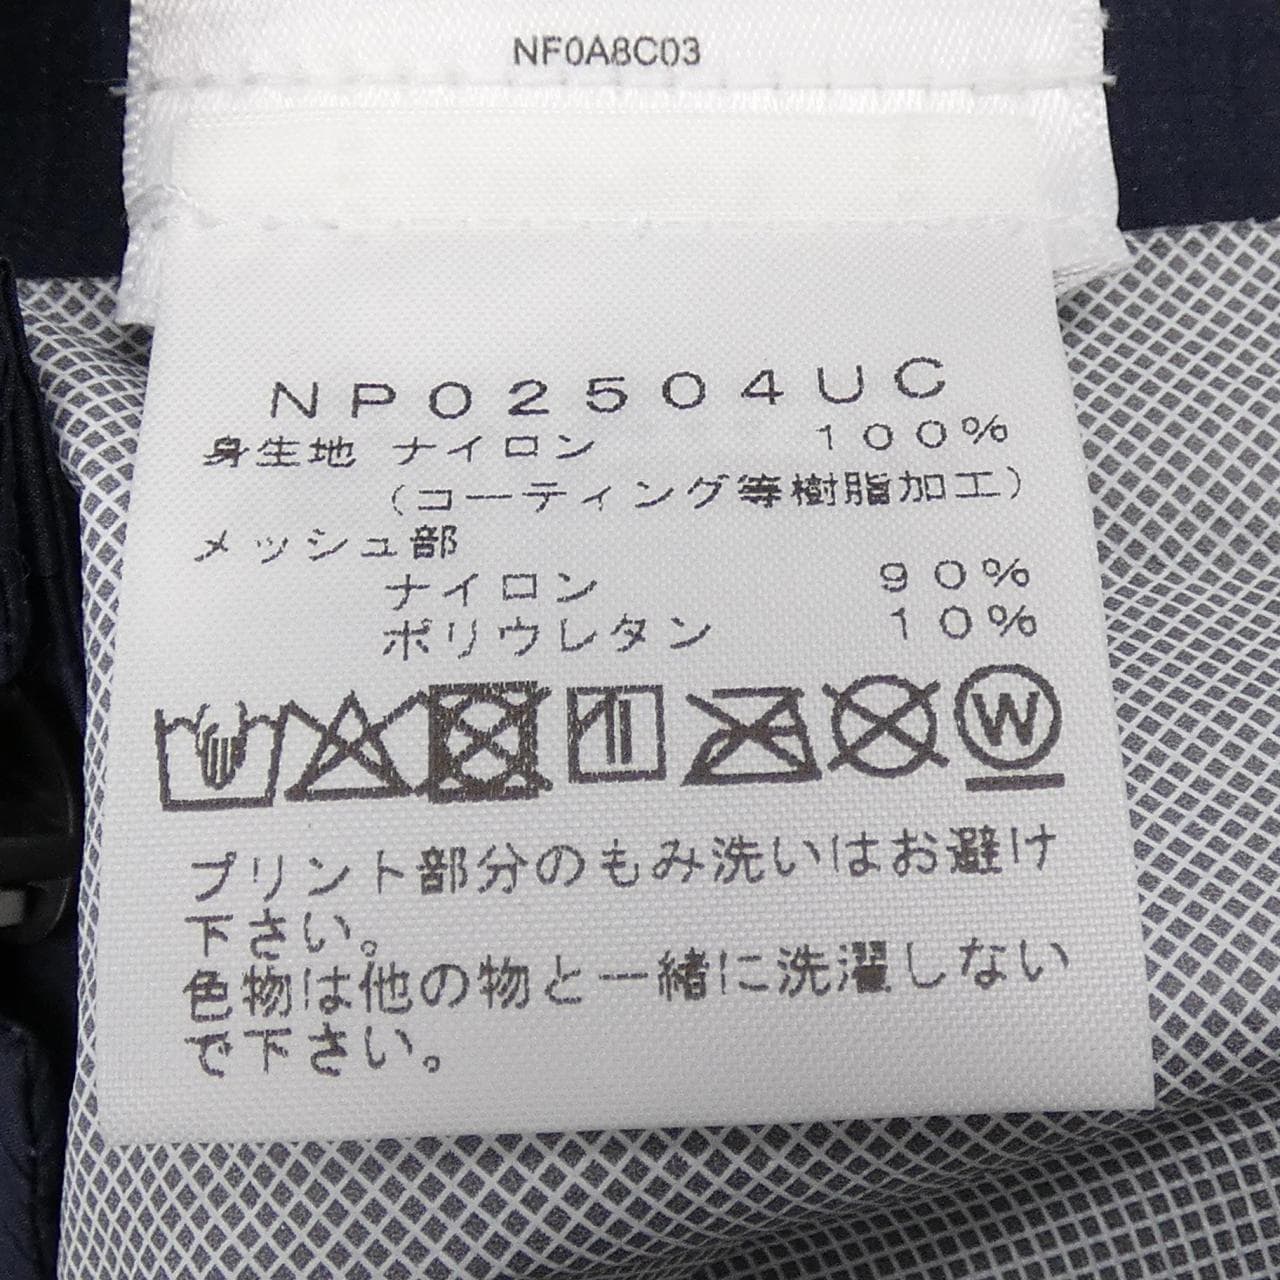 NF0A8C03
NP02504UC
身生地 ナイロン 100%
(コーティング等樹脂加工)
メッシュ部
ナイロン 90%
ポリウレタン 10%
W
プリント部分のもみ洗いはお避け
下さい。
色物は他の物と一緒に洗濯しない
で下さい。